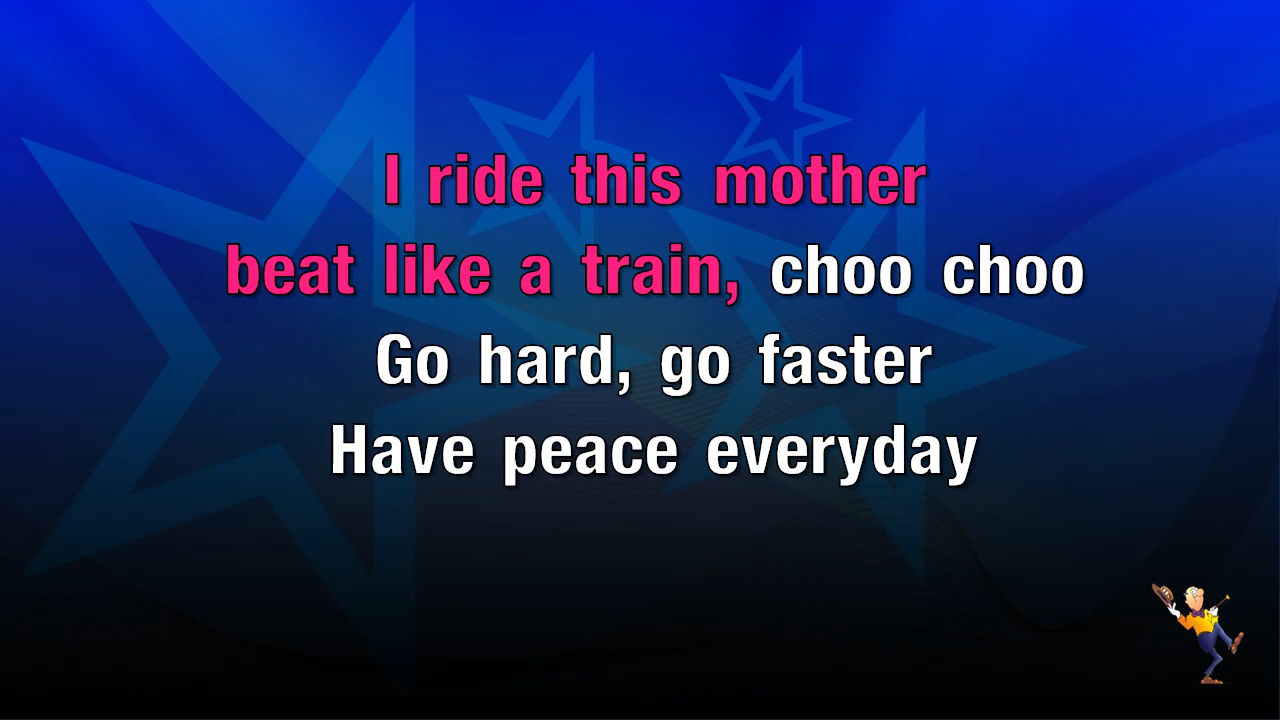 I ride this mother
beat like a train, choo choo
Go hard, go faster
Have peace everyday